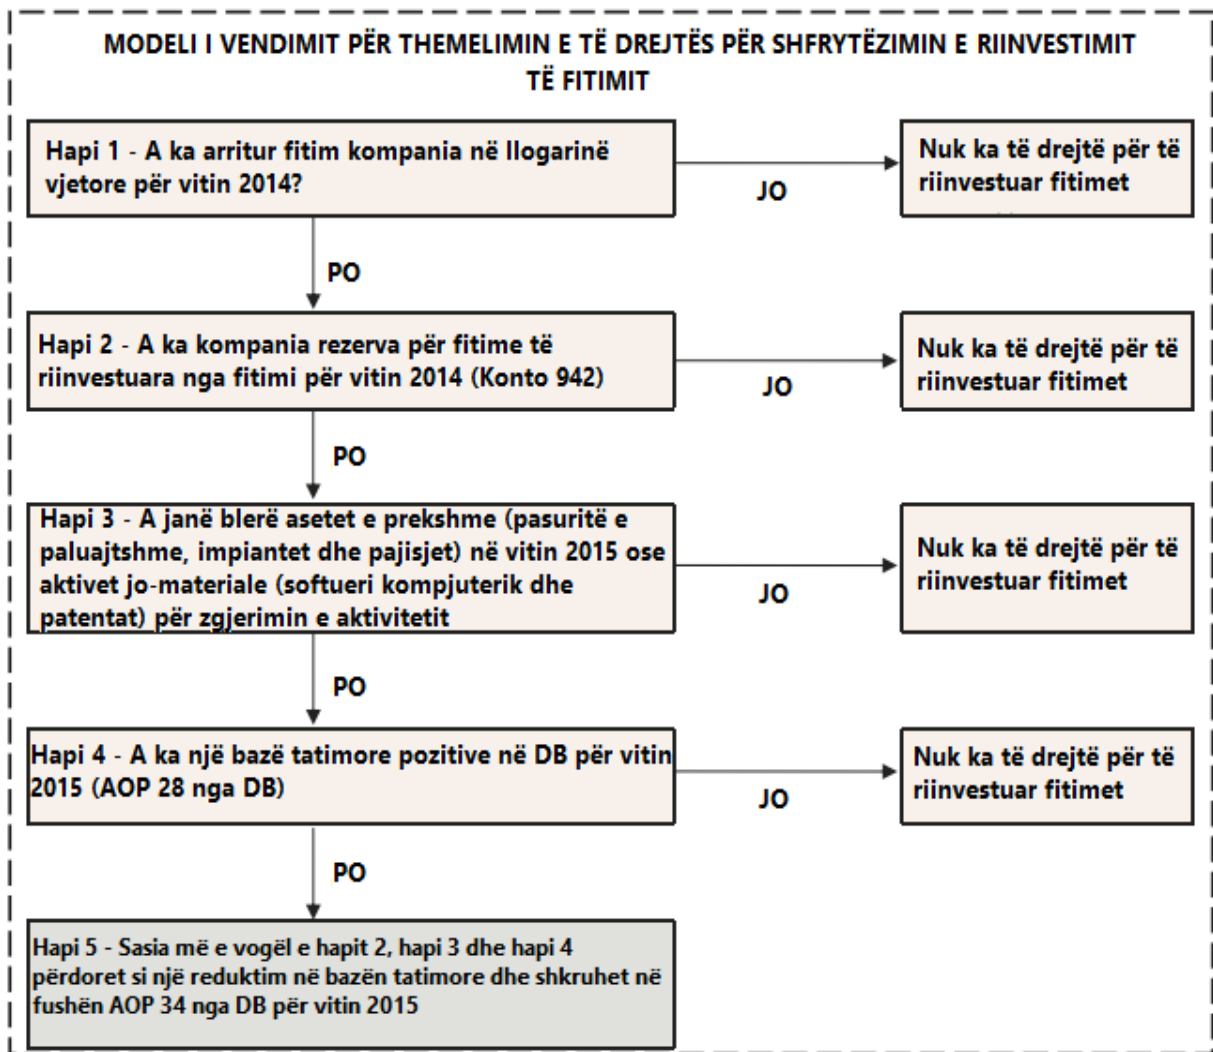 MODELI I VENDIMIT PËR THEMELIMIN E TË DREJTËS PËR SHFRYTËZIMIN E RIINVESTIMIT
TË FITIMIT
Hapi 1 - A ka arritur fitim kompania në llogarinë
vjetore për vitin 2014?
JO
Nuk ka të drejtë për të
riinvestuar fitimet
PO
Hapi 2 - A ka kompania rezerva për fitime të
riinvestuara nga fitimi për vitin 2014 (Konto 942)
JO
Nuk ka të drejtë për të
riinvestuar fitimet
PO
Hapi 3 - A janë blerë asetet e prekshme (pasuritë e
paluajtshme, impiantet dhe pajisjet) në vitin 2015 ose
aktivet jo-materiale (softueri kompjuterik dhe
patentat) për zgjerimin e aktivitetit
JO
Nuk ka të drejtë për të
riinvestuar fitimet
PO
Hapi 4 - A ka një bazë tatimore pozitive në DB për vitin
2015 (AOP 28 nga DB)
JO
Nuk ka të drejtë për të
riinvestuar fitimet
PO
Hapi 5 - Sasia më e vogël e hapit 2, hapi 3 dhe hapi 4
përdoret si një reduktim në bazën tatimore dhe shkruhet në
fushën AOP 34 nga DB për vitin 2015